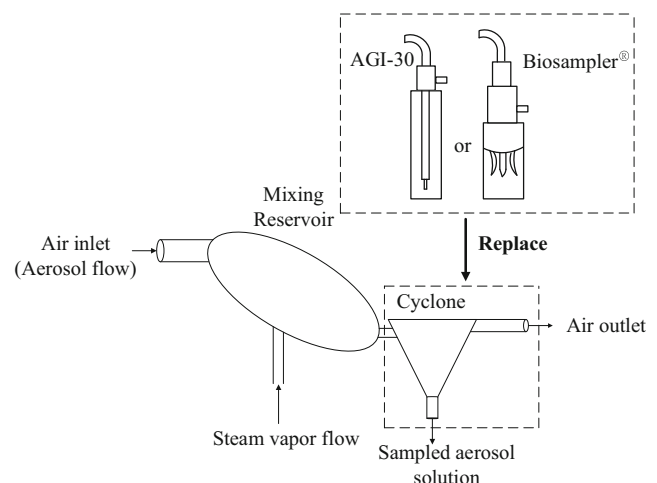 AGI-30
Biosampler®
or
Mixing
Reservoir
Air inlet
(Aerosol flow)
Replace
Cyclone
Air outlet
Steam vapor flow
Sampled aerosol
solution